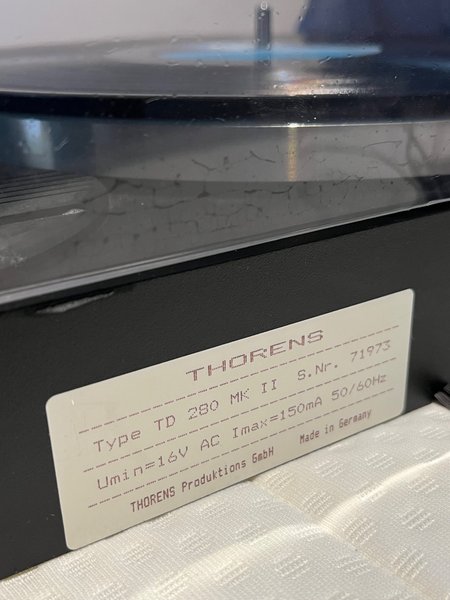 THORENS
Type TD 280 MK II S.Nr. 71973
Umin=16V AC Imax=150mA 50/60Hz
THORENS Produktions GmbH Made in Germany